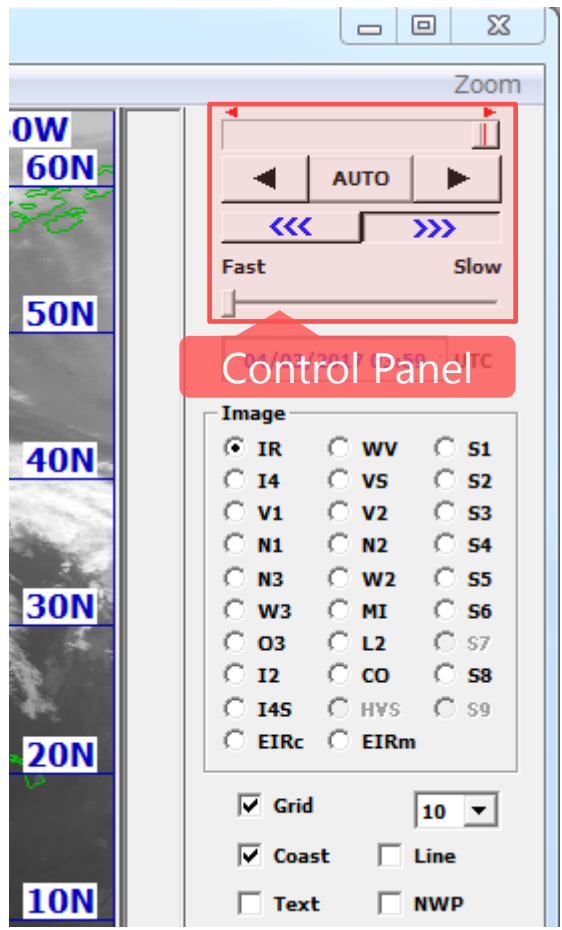 Zoom
0W
60N
AUTO
<<< >>>
Fast Slow
50N
UTC
Control Panel
Image
IR WV S1
40N
I4 VS S2
V1 V2 S3
N1 N2 S4
N3 W2 S5
30N
W3 MI S6
O3 L2 S7
I2 CO S8
I4S HVS S9
EIRc EIRm
20N
Grid 10
Coast Line
10N
Text NWP